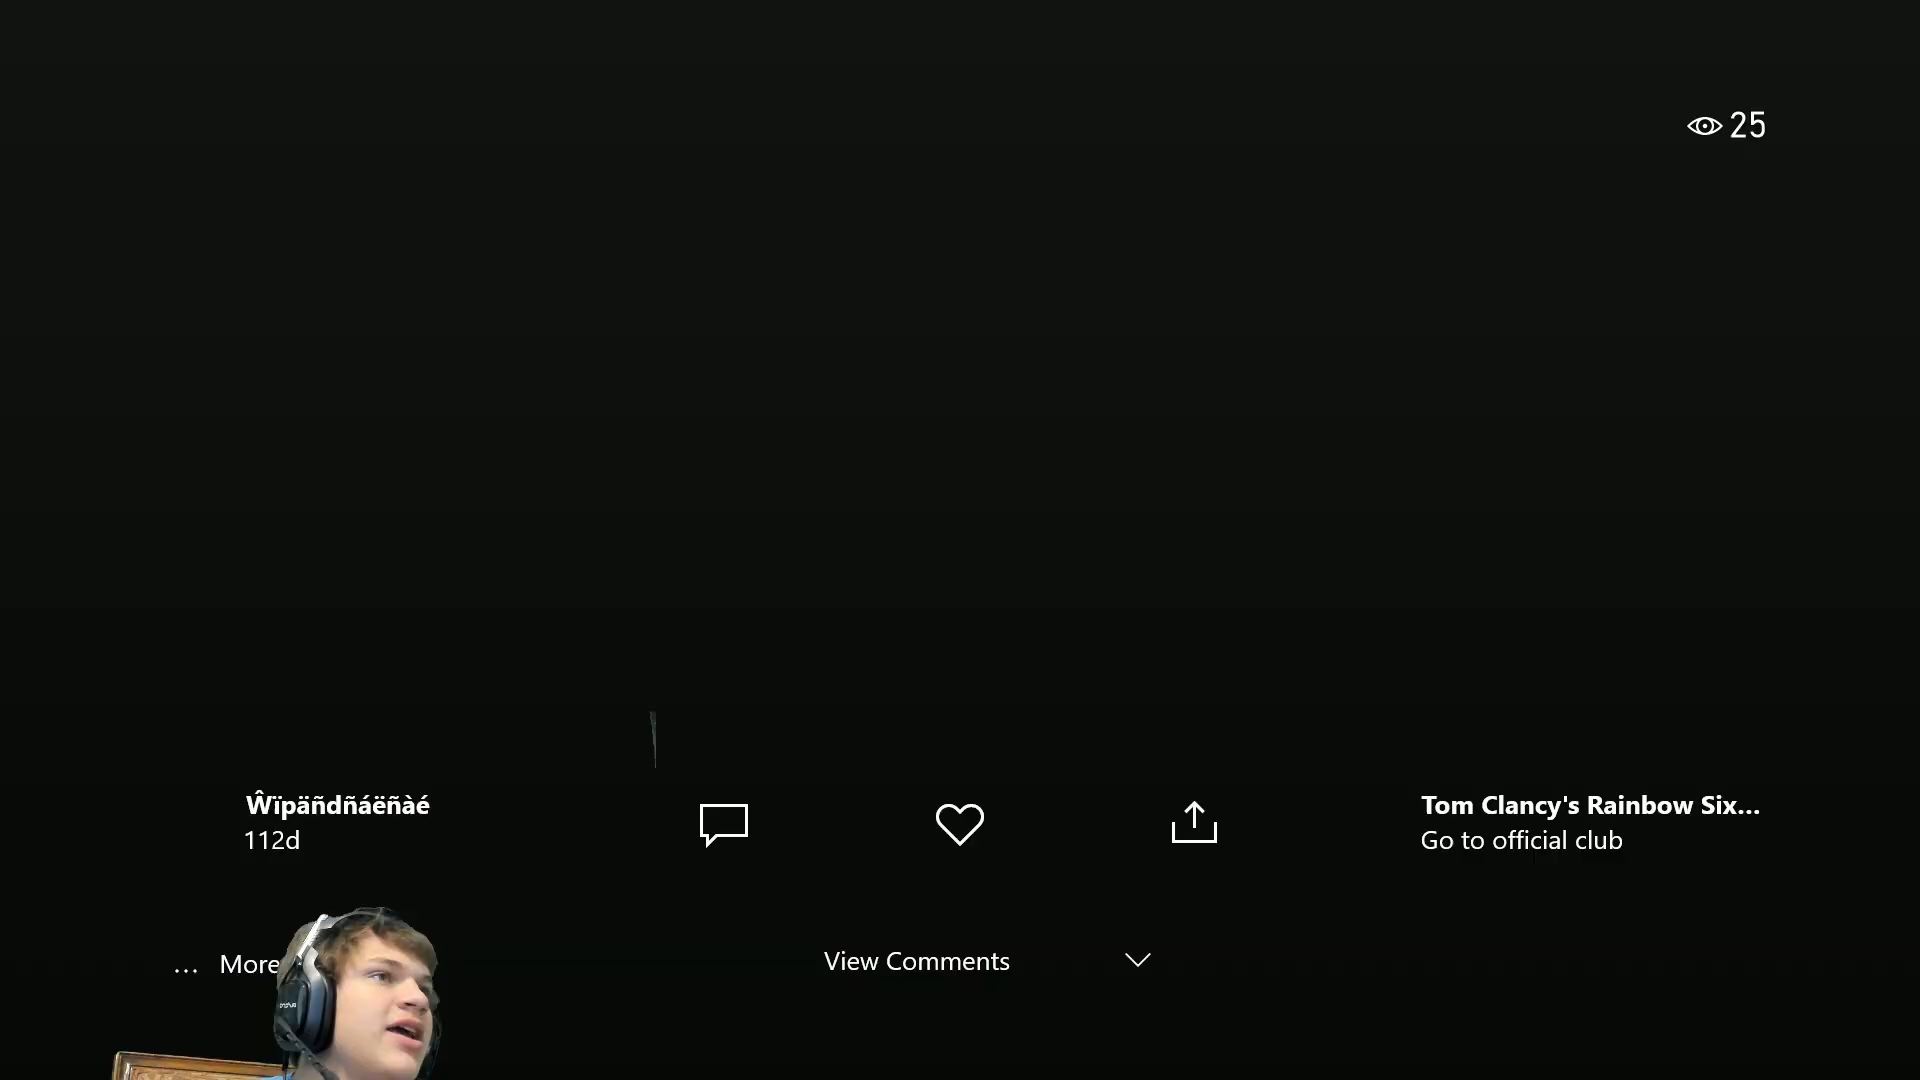 25
Ŵïpäñdñáëñàé
112d
Tom Clancy's Rainbow Six...
Go to official club
... More
View Comments